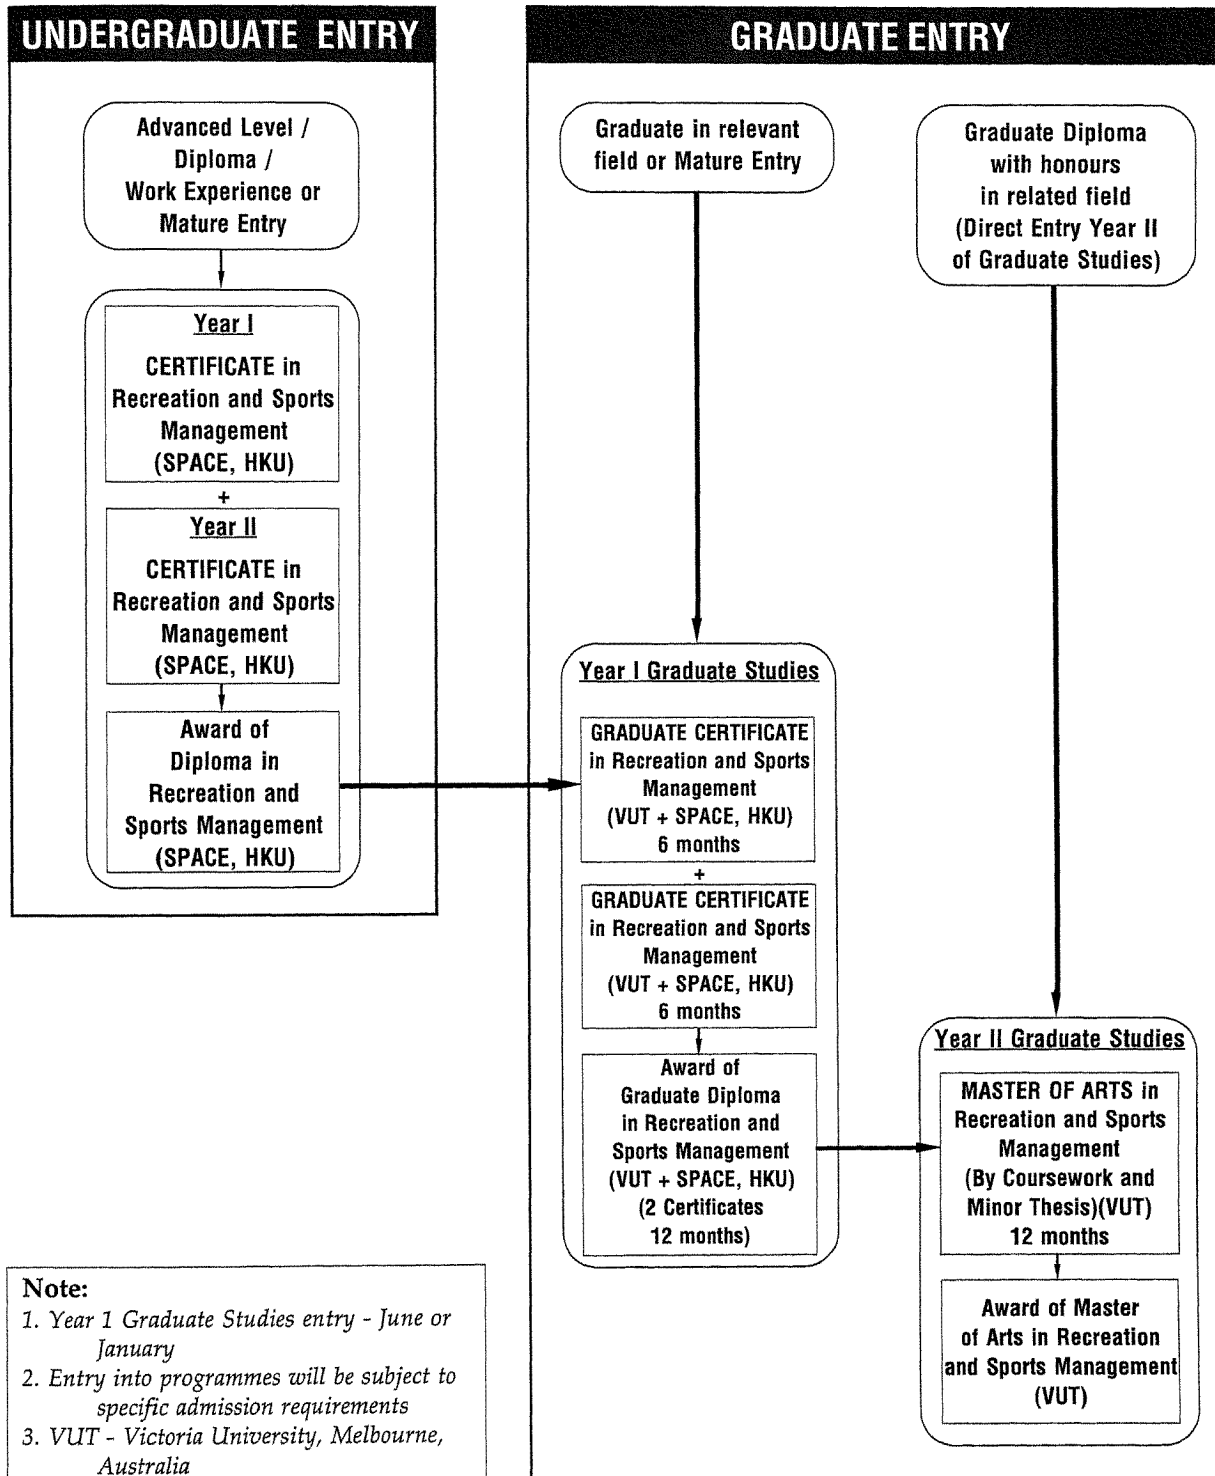 UNDERGRADUATE ENTRY
Advanced Level /
Diploma /
Work Experience or
Mature Entry
Year I
CERTIFICATE in
Recreation and Sports
Management
(SPACE, HKU)
+
Year II
CERTIFICATE in
Recreation and Sports
Management
(SPACE, HKU)
Award of
Diploma in
Recreation and
Sports Management
(SPACE, HKU)
GRADUATE ENTRY
Graduate in relevant
field or Mature Entry
Graduate Diploma
with honours
in related field
(Direct Entry Year II
of Graduate Studies)
Year I Graduate Studies
GRADUATE CERTIFICATE
in Recreation and Sports
Management
(VUT + SPACE, HKU)
6 months
+
GRADUATE CERTIFICATE
in Recreation and Sports
Management
(VUT + SPACE, HKU)
6 months
Award of
Graduate Diploma
in Recreation and
Sports Management
(VUT + SPACE, HKU)
(2 Certificates
12 months)
Year II Graduate Studies
MASTER OF ARTS in
Recreation and Sports
Management
(By Coursework and
Minor Thesis)(VUT)
12 months
Award of Master
of Arts in Recreation
and Sports Management
(VUT)
Note:
1. Year 1 Graduate Studies entry - June or
January
2. Entry into programmes will be subject to
specific admission requirements
3. VUT - Victoria University, Melbourne,
Australia